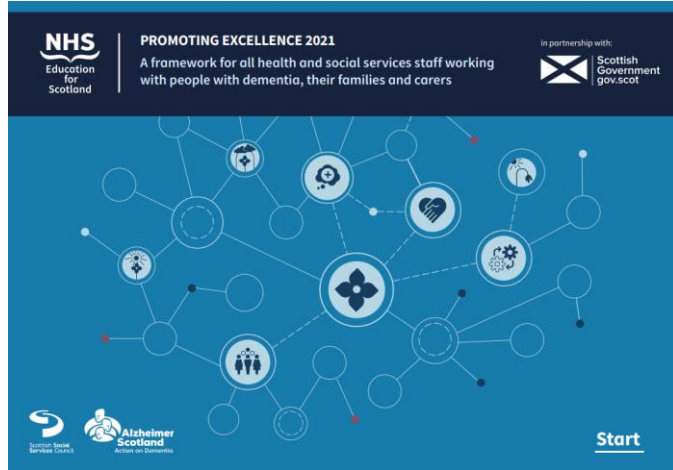 NHS
Education
for
Scotland
PROMOTING EXCELLENCE 2021
A framework for all health and social services staff working
with people with dementia, their families and carers
in partnership with:
Scottish
Government
gov.scot
Scottish Social
Services Council
Alzheimer
Scotland
Action on Dementia
Start